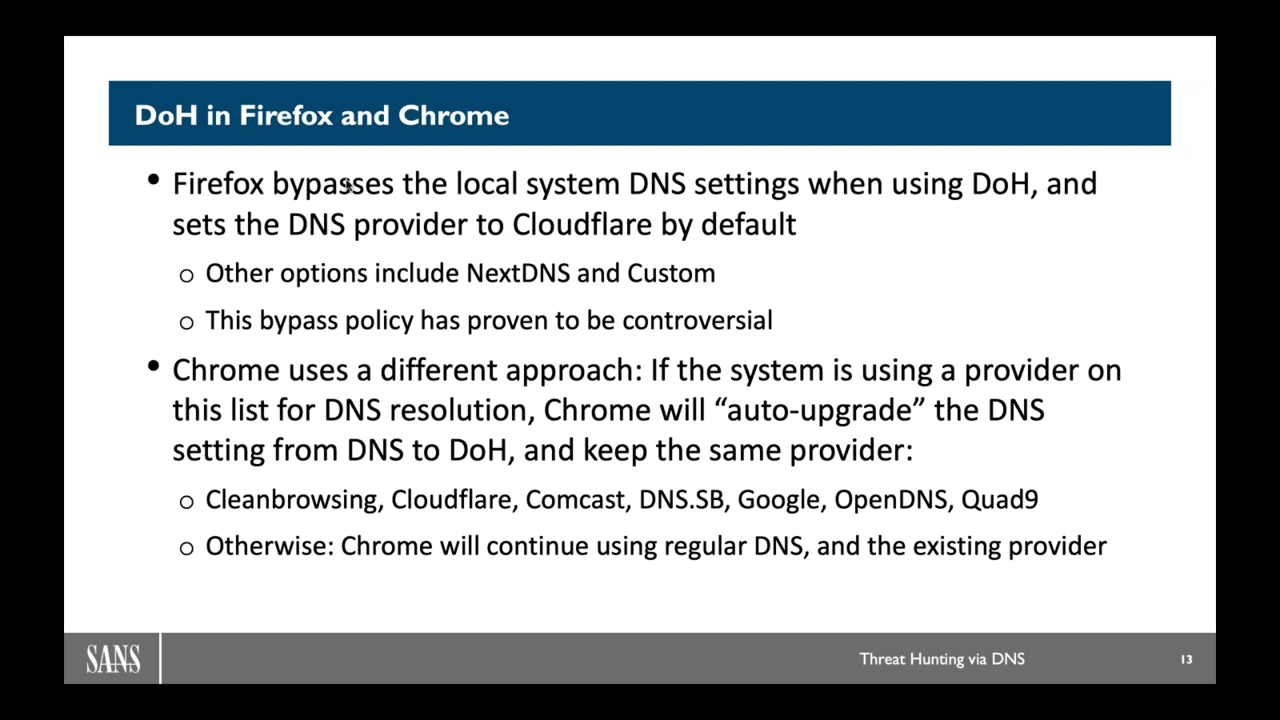 DoH in Firefox and Chrome
• Firefox bypasses the local system DNS settings when using DoH, and
sets the DNS provider to Cloudflare by default
o Other options include NextDNS and Custom
o This bypass policy has proven to be controversial
• Chrome uses a different approach: If the system is using a provider on
this list for DNS resolution, Chrome will “auto-upgrade” the DNS
setting from DNS to DoH, and keep the same provider:
o Cleanbrowsing, Cloudflare, Comcast, DNS.SB, Google, OpenDNS, Quad9
o Otherwise: Chrome will continue using regular DNS, and the existing provider
SANS
Threat Hunting via DNS
13